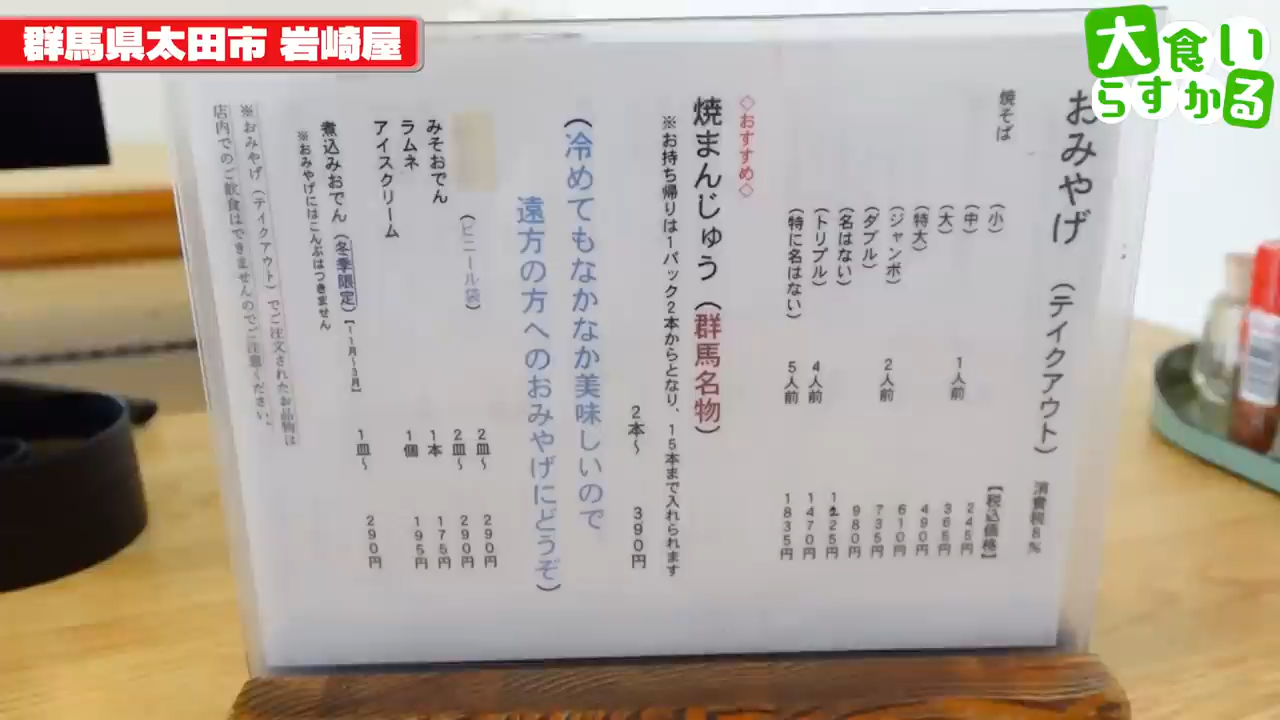 群馬県太田市 岩崎屋
大食い
らすかる
おみやげ （テイクアウト） 消費税8％
焼そば 【税込価格】
（小） 245円
（中） 1人前 365円
（大） 490円
（特大） 610円
（ジャンボ） 2人前 735円
（ダブル） 980円
（名はない） 1225円
（トリプル） 4人前 1470円
（特に名はない） 5人前 1835円
◇おすすめ◇
焼まんじゅう （群馬名物）
※お持ち帰りは1パック2本からとなり、15本まで入れられます
2本～ 390円
（冷めてもなかなか美味しいので
遠方の方へのおみやげにどうぞ）
（ビニール袋） 2皿～ 290円
みそおでん 2皿～ 290円
ラムネ 1本 175円
アイスクリーム 1個 195円
煮込みおでん （冬季限定）【11月～3月】 1皿～ 290円
※おみやげにはこんぶはつきません
※おみやげ（テイクアウト）でご注文されたお品物は
店内でのご飲食はできませんのでご注意ください。